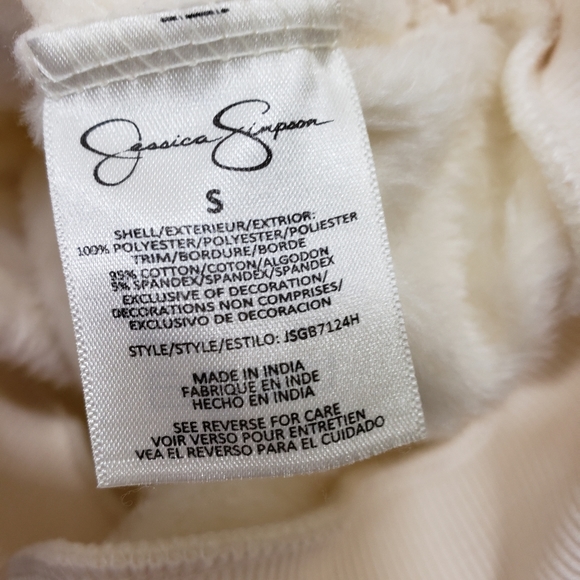 Jessica Simpson
S
SHELL/EXTERIEUR/EXTRIOR:
100% POLYESTER/POLYESTER/POLIESTER
TRIM/BORDURE/BORDE
95% COTTON/COTON/ALGODON
5% SPANDEX/SPANDEX/SPANDEX
EXCLUSIVE OF DECORATION/
DECORATIONS NON COMPRISES/
EXCLUSIVO DE DECORACION
STYLE/STYLE/ESTILO: JSGB7124H
MADE IN INDIA
FABRIQUE EN INDE
HECHO EN INDIA
SEE REVERSE FOR CARE
VOIR VERSO POUR ENTRETIEN
VEA EL REVERSO PARA EL CUIDADO